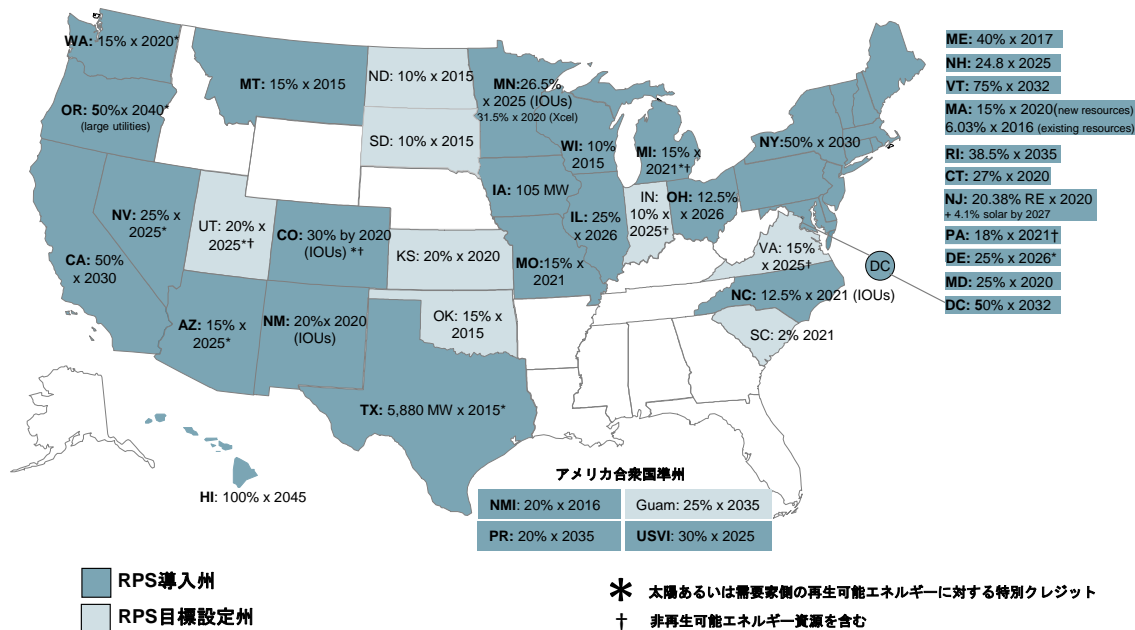 WA: 15% x 2020*
MT: 15% x 2015
ND: 10% x 2015
MN:26.5%
x 2025 (IOUs)
31.5% x 2020 (Xcel)
OR: 50%x 2040*
(large utilities)
SD: 10% x 2015
WI: 10%
2015
MI: 15% x
2021*†
NY:50% x 2030
IA: 105 MW
NV: 25% x
2025*
UT: 20% x
2025*†
CO: 30% by 2020
(IOUs) *†
KS: 20% x 2020
IL: 25%
x 2026
IN:
10% x
2025†
OH: 12.5%
x 2026
CA: 50%
x 2030
MO:15% x
2021
VA: 15%
x 2025†
DC
NC: 12.5% x 2021 (IOUs)
AZ: 15% x
2025*
NM: 20%x 2020
(IOUs)
OK: 15% x
2015
SC: 2% 2021
TX: 5,880 MW x 2015*
HI: 100% x 2045
ME: 40% x 2017
NH: 24.8 x 2025
VT: 75% x 2032
MA: 15% x 2020(new resources)
6.03% x 2016 (existing resources)
RI: 38.5% x 2035
CT: 27% x 2020
NJ: 20.38% RE x 2020
+ 4.1% solar by 2027
PA: 18% x 2021†
DE: 25% x 2026*
MD: 25% x 2020
DC: 50% x 2032
アメリカ合衆国準州
NMI: 20% x 2016
Guam: 25% x 2035
PR: 20% x 2035
USVI: 30% x 2025
RPS導入州
RPS目標設定州
* 太陽あるいは需要家側の再生可能エネルギーに対する特別クレジット
† 非再生可能エネルギー資源を含む